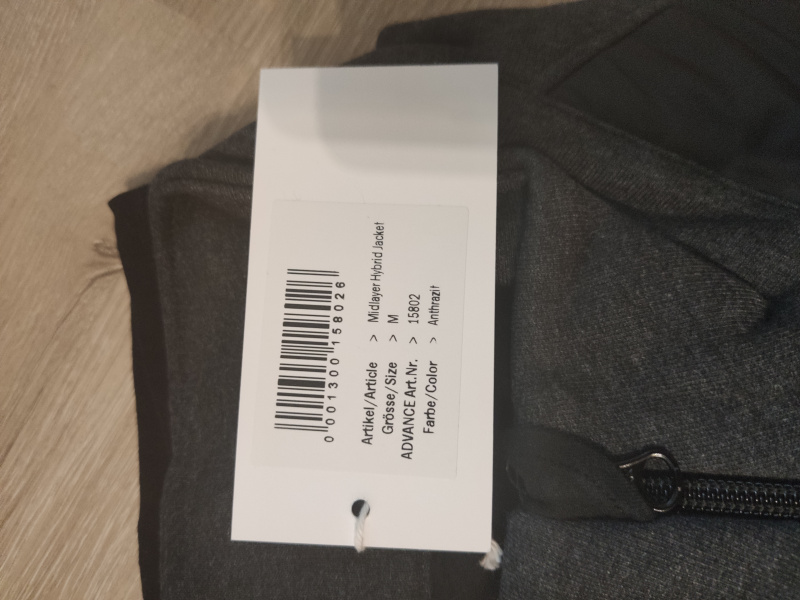 0 001300 158026
Artikel/Article > Midlayer Hybrid Jacket
Grösse/Size > M
ADVANCE Art.Nr. > 15802
Farbe/Color > Anthrazit